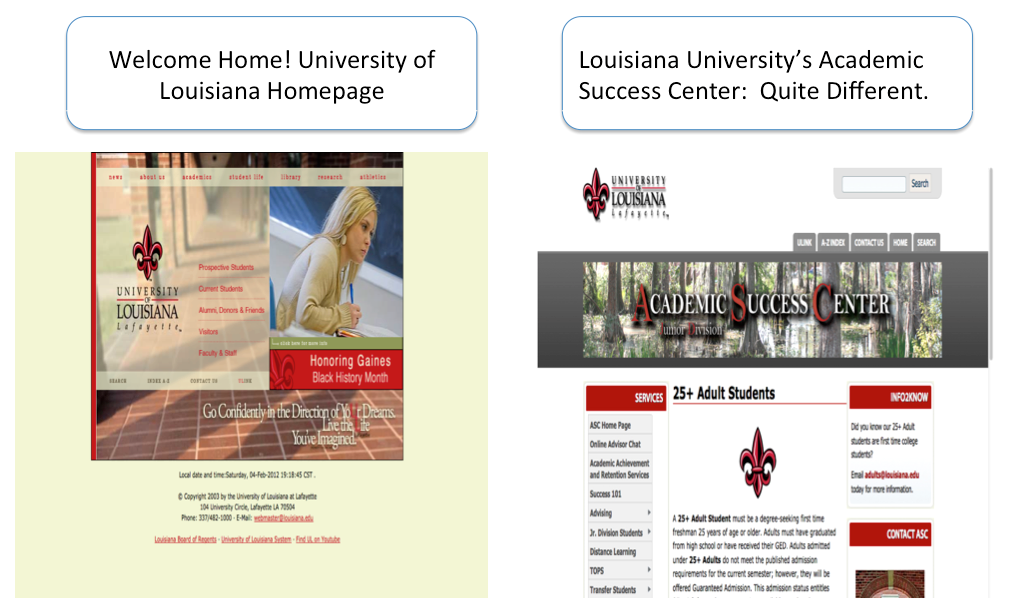 Welcome Home! University of
Louisiana Homepage
Louisiana University's Academic
Success Center:  Quite Different.
news about us academics student life library research athletics
Prospective Students
Current Students
Alumni, Donors & Friends
Visitors
Faculty & Staff
UNIVERSITY
OF
LOUISIANA
Lafayette
click here for more info
Honoring Gaines
Black History Month
SEARCH INDEX A-Z CONTACT US ULINK
Go Confidently in the Direction of Your Dreams.
Live the Life
You've Imagined.
Local date and time:Saturday, 04-Feb-2012 19:18:45 CST .
© Copyright 2003 by the University of Louisiana at Lafayette
104 University Circle, Lafayette LA 70504
Phone: 337/482-1000 - E-Mail: webmaster@louisiana.edu
Louisiana Board of Regents - University of Louisiana System - Find UL on Youtube
UNIVERSITY
OF
LOUISIANA
Lafayette
Search
ULINK A-Z INDEX CONTACT US HOME SEARCH
ACADEMIC SUCCESS CENTER
Junior Division
SERVICES
ASC Home Page
Online Advisor Chat
Academic Achievement
and Retention Services
Success 101
Advising
Jr. Division Students
Distance Learning
TOPS
Transfer Students
25+ Adult Students
A 25+ Adult Student must be a degree-seeking first time
freshman 25 years of age or older. Adults must have graduated
from high school or have received their GED. Adults admitted
under 25+ Adults do not meet the published admission
requirements for the current semester; however, they will be
offered Guaranteed Admission. This admission status entitles
INFO2KNOW
Did you know our 25+ Adult
students are first time college
students?
Email adults@louisiana.edu
today for more information.
CONTACT ASC